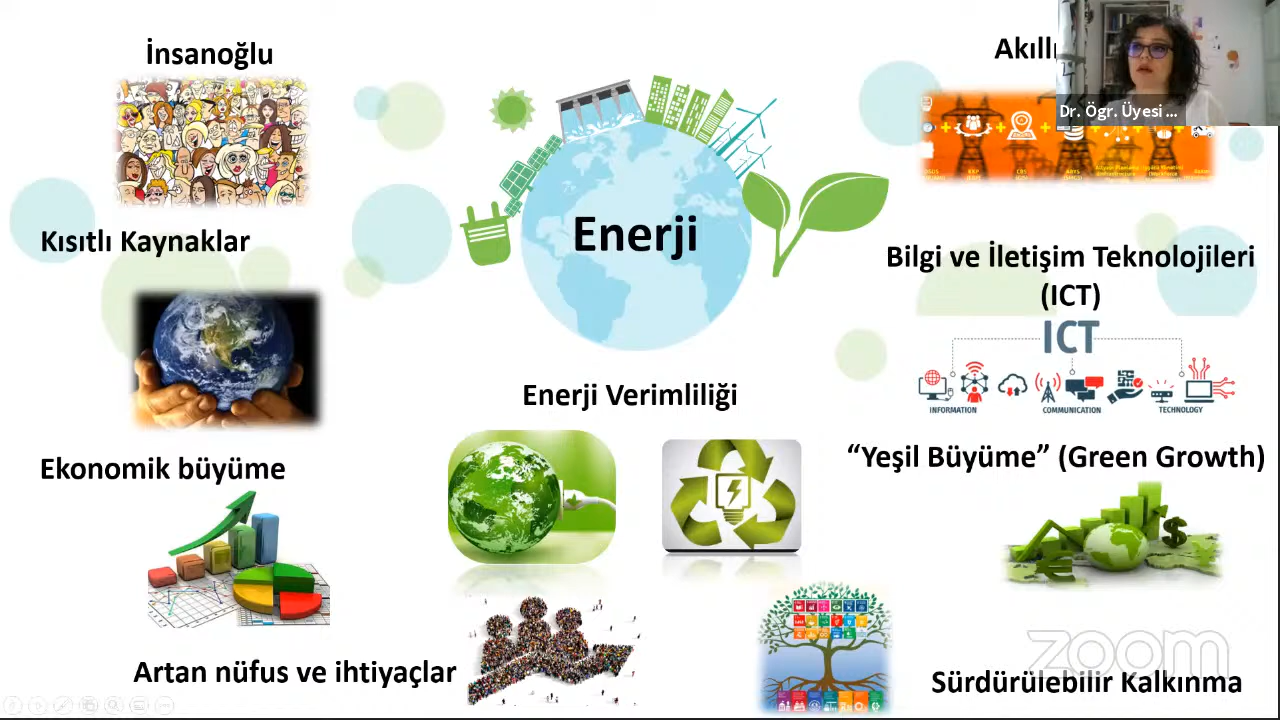 İnsanoğlu
Kısıtlı Kaynaklar
Ekonomik büyüme
Artan nüfus ve ihtiyaçlar
Enerji
Enerji Verimliliği
Dr. Ögr. Üyesi ...
Bilgi ve İletişim Teknolojileri
(ICT)
ICT
INFORMATION
COMMUNICATION
TECHNOLOGY
“Yeşil Büyüme” (Green Growth)
zoom
Sürdürülebilir Kalkınma